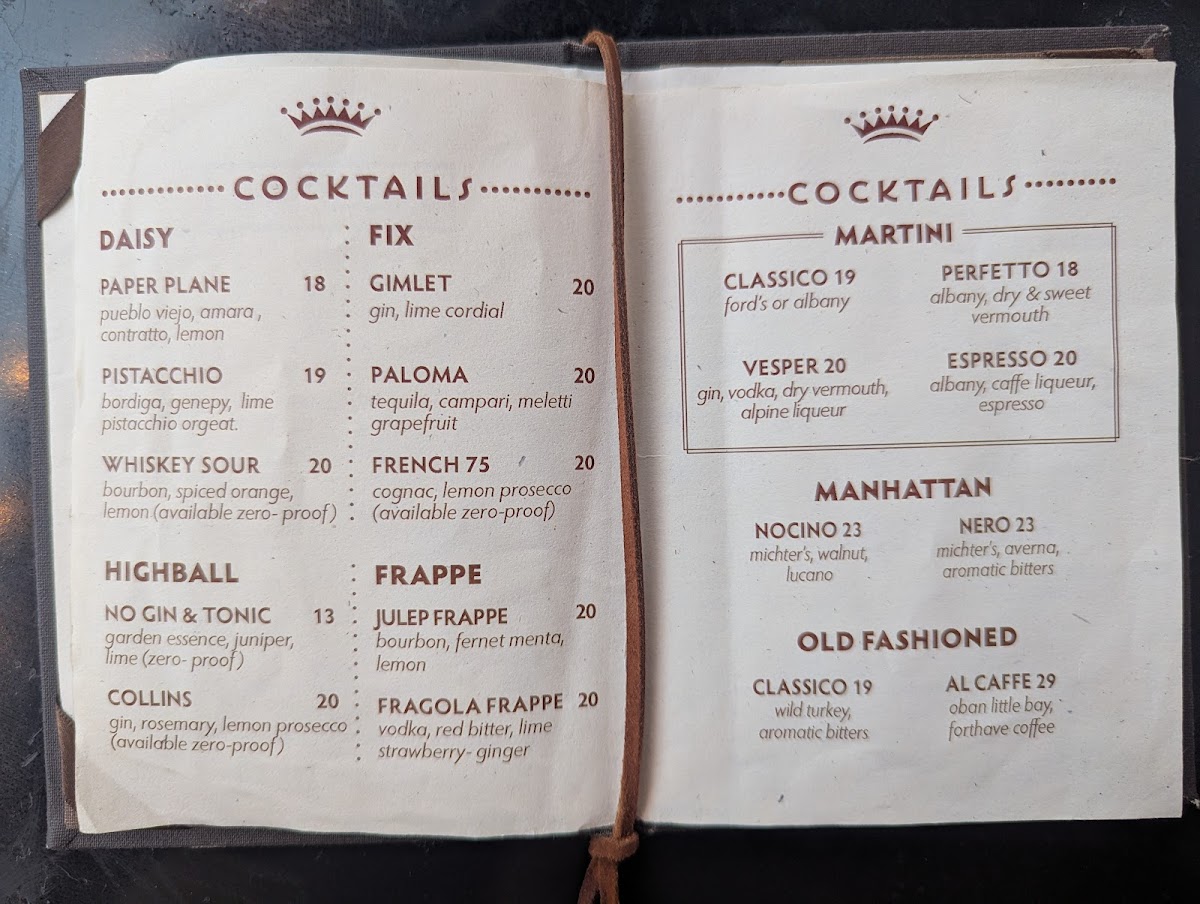 COCKTAILS
DAISY
PAPER PLANE 18
pueblo viejo, amara ,
contratto, lemon
PISTACCHIO 19
bordiga, genepy, lime
pistacchio orgeat.
WHISKEY SOUR 20
bourbon, spiced orange,
lemon (available zero- proof)
HIGHBALL
NO GIN & TONIC 13
garden essence, juniper,
lime (zero- proof)
COLLINS 20
gin, rosemary, lemon prosecco
(available zero-proof)
FIX
GIMLET 20
gin, lime cordial
PALOMA 20
tequila, campari, meletti
grapefruit
FRENCH 75 20
cognac, lemon prosecco
(available zero-proof)
FRAPPE
JULEP FRAPPE 20
bourbon, fernet menta,
lemon
FRAGOLA FRAPPE 20
vodka, red bitter, lime
strawberry- ginger
COCKTAILS
MARTINI
CLASSICO 19
ford's or albany
PERFETTO 18
albany, dry & sweet
vermouth
VESPER 20
gin, vodka, dry vermouth,
alpine liqueur
ESPRESSO 20
albany, caffe liqueur,
espresso
MANHATTAN
NOCINO 23
michter's, walnut,
lucano
NERO 23
michter's, averna,
aromatic bitters
OLD FASHIONED
CLASSICO 19
wild turkey,
aromatic bitters
AL CAFFE 29
oban little bay,
forthave coffee